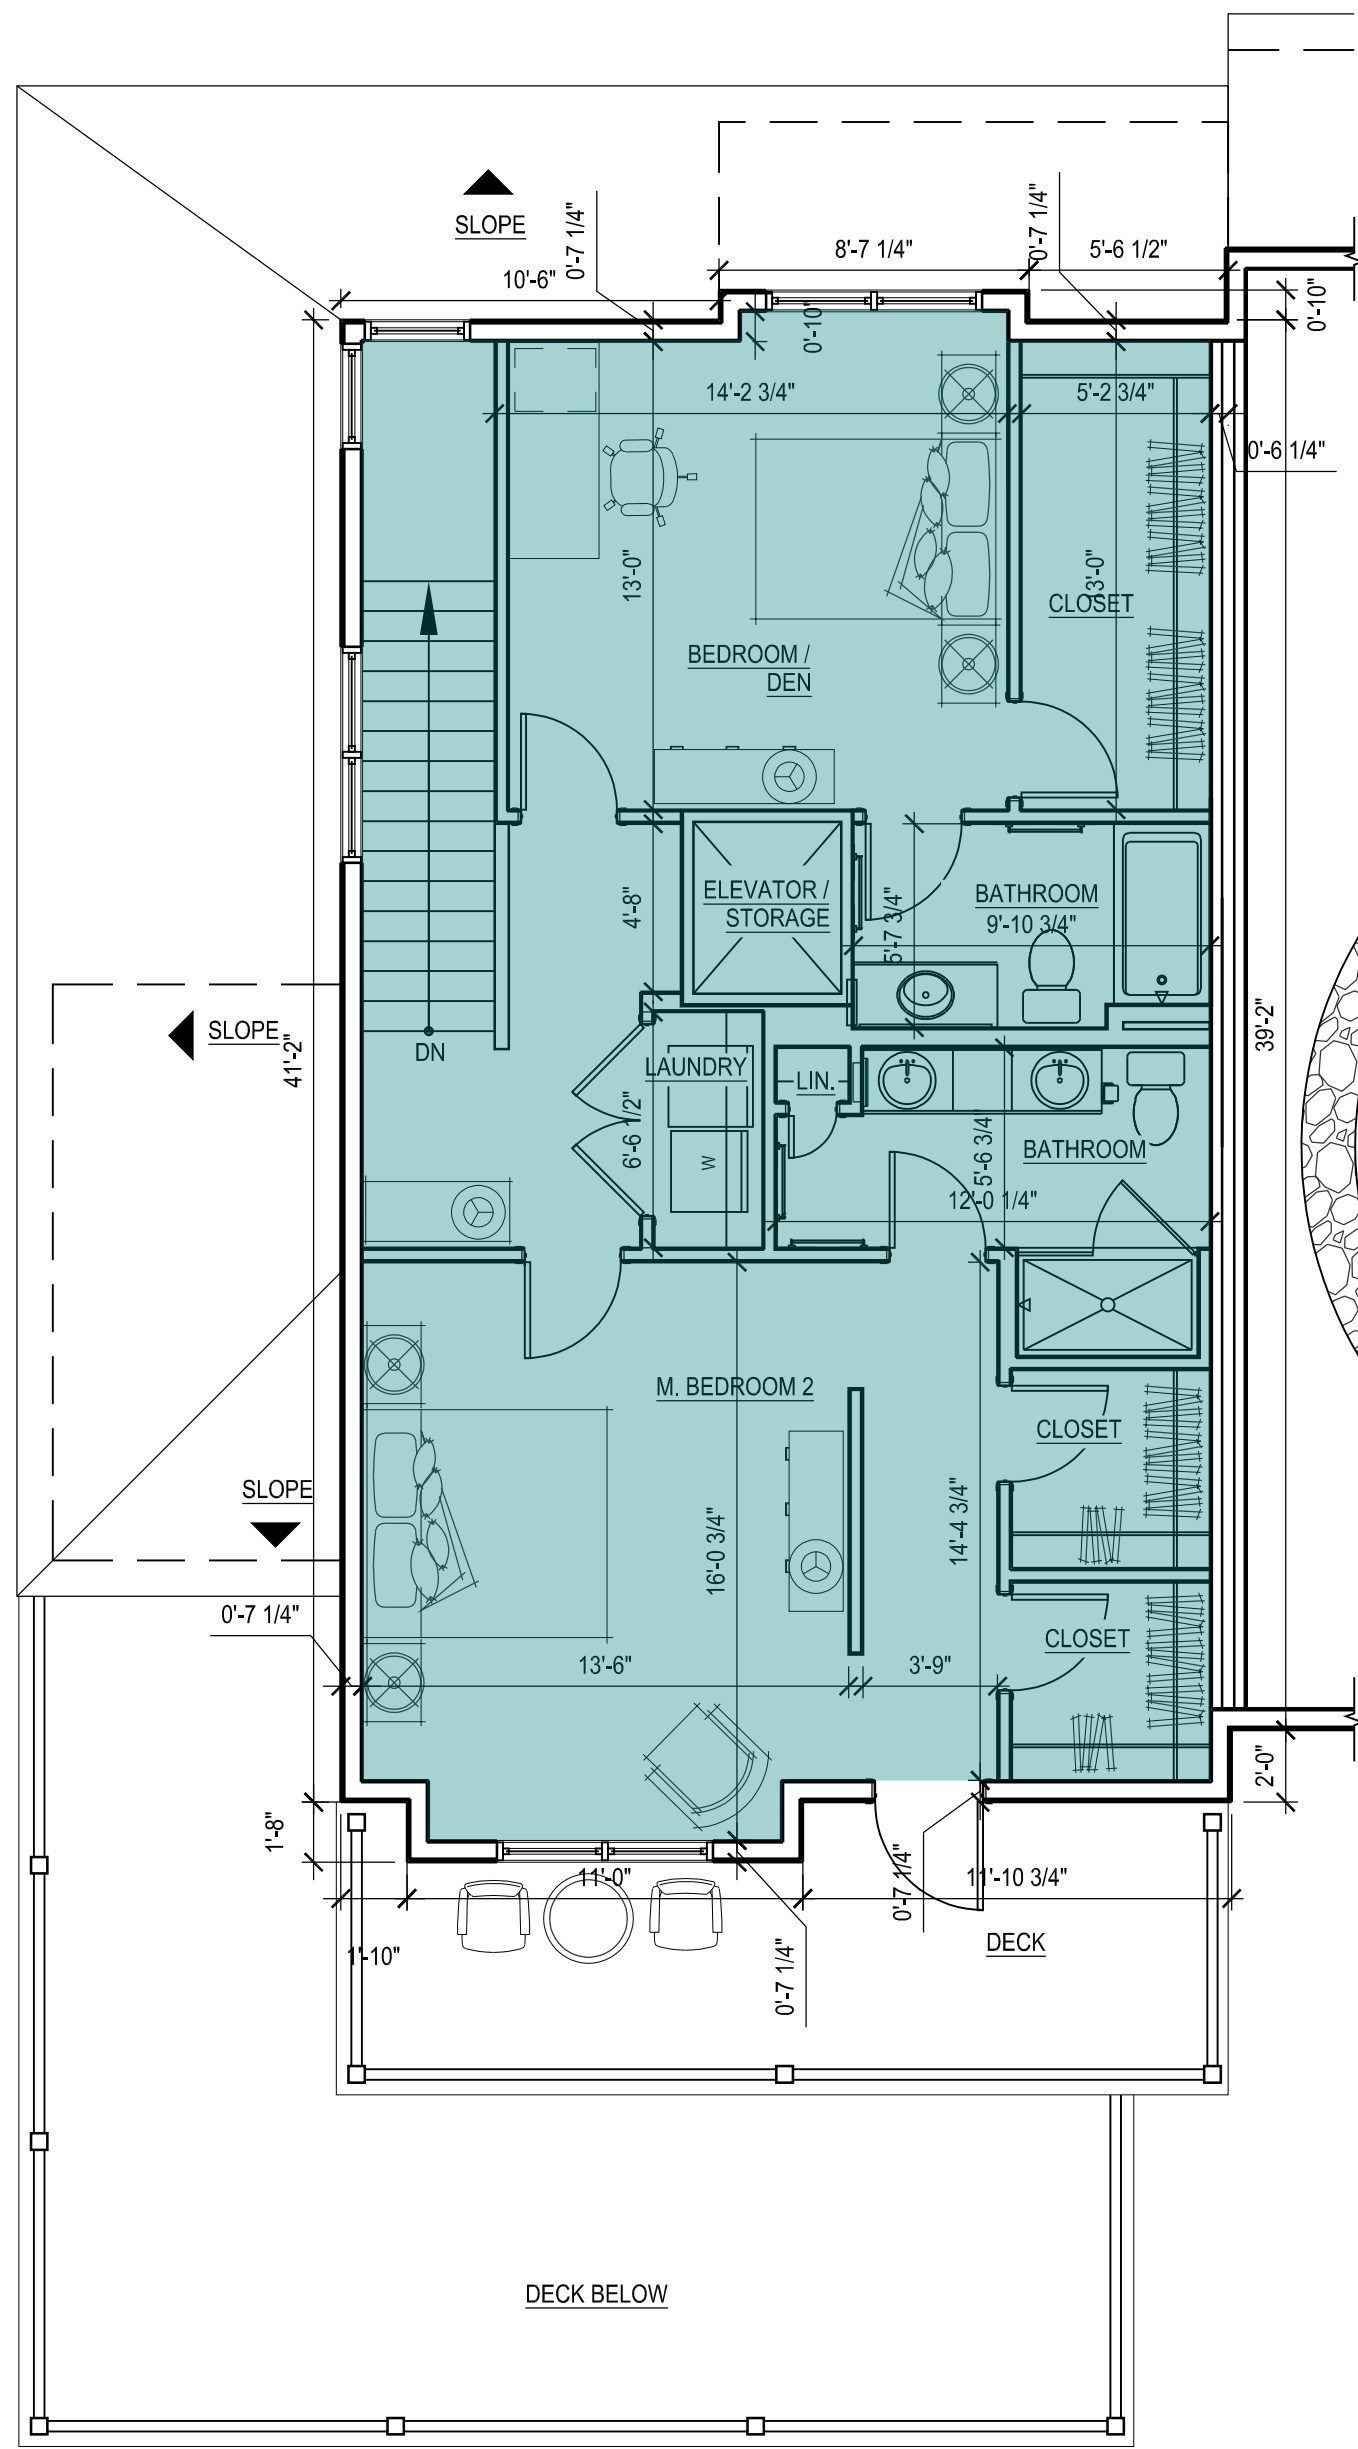 SLOPE
0'-7 1/4"
10'-6"
8'-7 1/4"
0'-7 1/4"
5'-6 1/2"
0'-10"
0'-10"
14'-2 3/4"
5'-2 3/4"
0'-6 1/4"
13'-0"
13'-0"
CLOSET
BEDROOM /
DEN
ELEVATOR /
STORAGE
4'-8"
BATHROOM
9'-10 3/4"
5'-7 3/4"
SLOPE
41'-2"
39'-2"
DN
LAUNDRY
LIN.
6'-6 1/2"
W
5'-6 3/4"
BATHROOM
12'-0 1/4"
M. BEDROOM 2
CLOSET
SLOPE
16'-0 3/4"
14'-4 3/4"
0'-7 1/4"
CLOSET
13'-6"
3'-9"
2'-0"
1'-8"
11'-0"
0'-7 1/4"
11'-10 3/4"
1'-10"
DECK
0'-7 1/4"
DECK BELOW